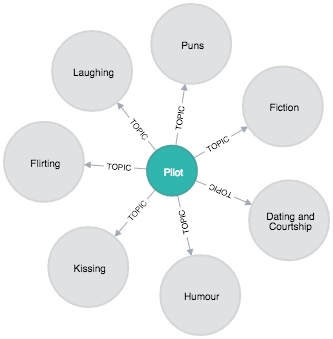 Puns
Laughing
Fiction
TOPIC
TOPIC
TOPIC
Flirting
TOPIC
Pilot
TOPIC
TOPIC
TOPIC
Dating and
Courtship
Kissing
Humour